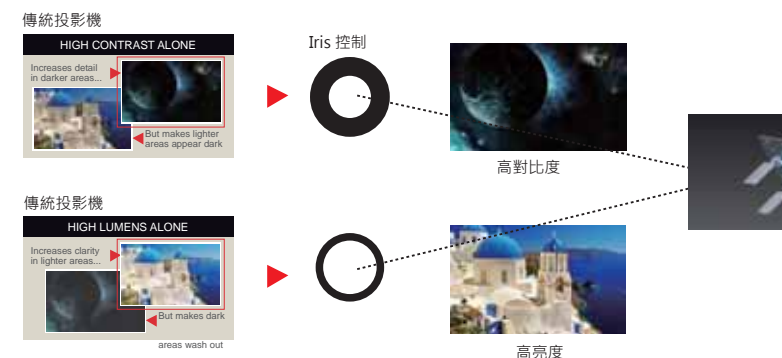 傳統投影機
HIGH CONTRAST ALONE
Increases detail
in darker areas...
But makes lighter
areas appear dark
Iris 控制
高對比度
傳統投影機
HIGH LUMENS ALONE
Increases clarity
in lighter areas...
But makes dark
areas wash out
高亮度